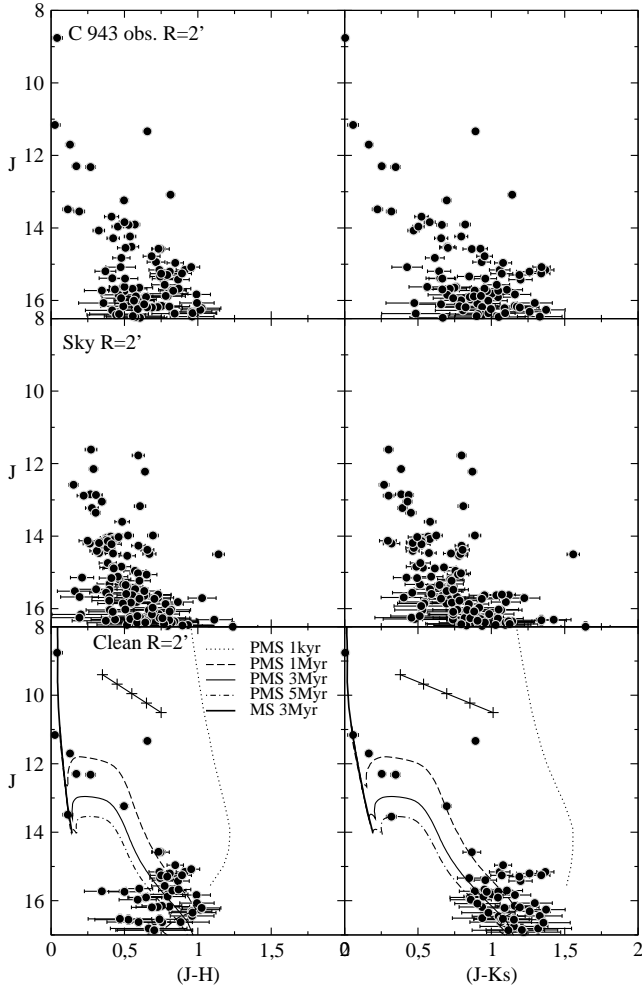 C 943 obs. R=2'
8
10
12
14
16
J
8
Sky R=2'
10
12
14
16
J
8
Clean R=2'
PMS 1kyr
PMS 1Myr
PMS 3Myr
PMS 5Myr
MS 3Myr
10
12
14
16
J
0 0,5 1 1,5 2
0 0,5 1 1,5 2
(J-H) (J-Ks)